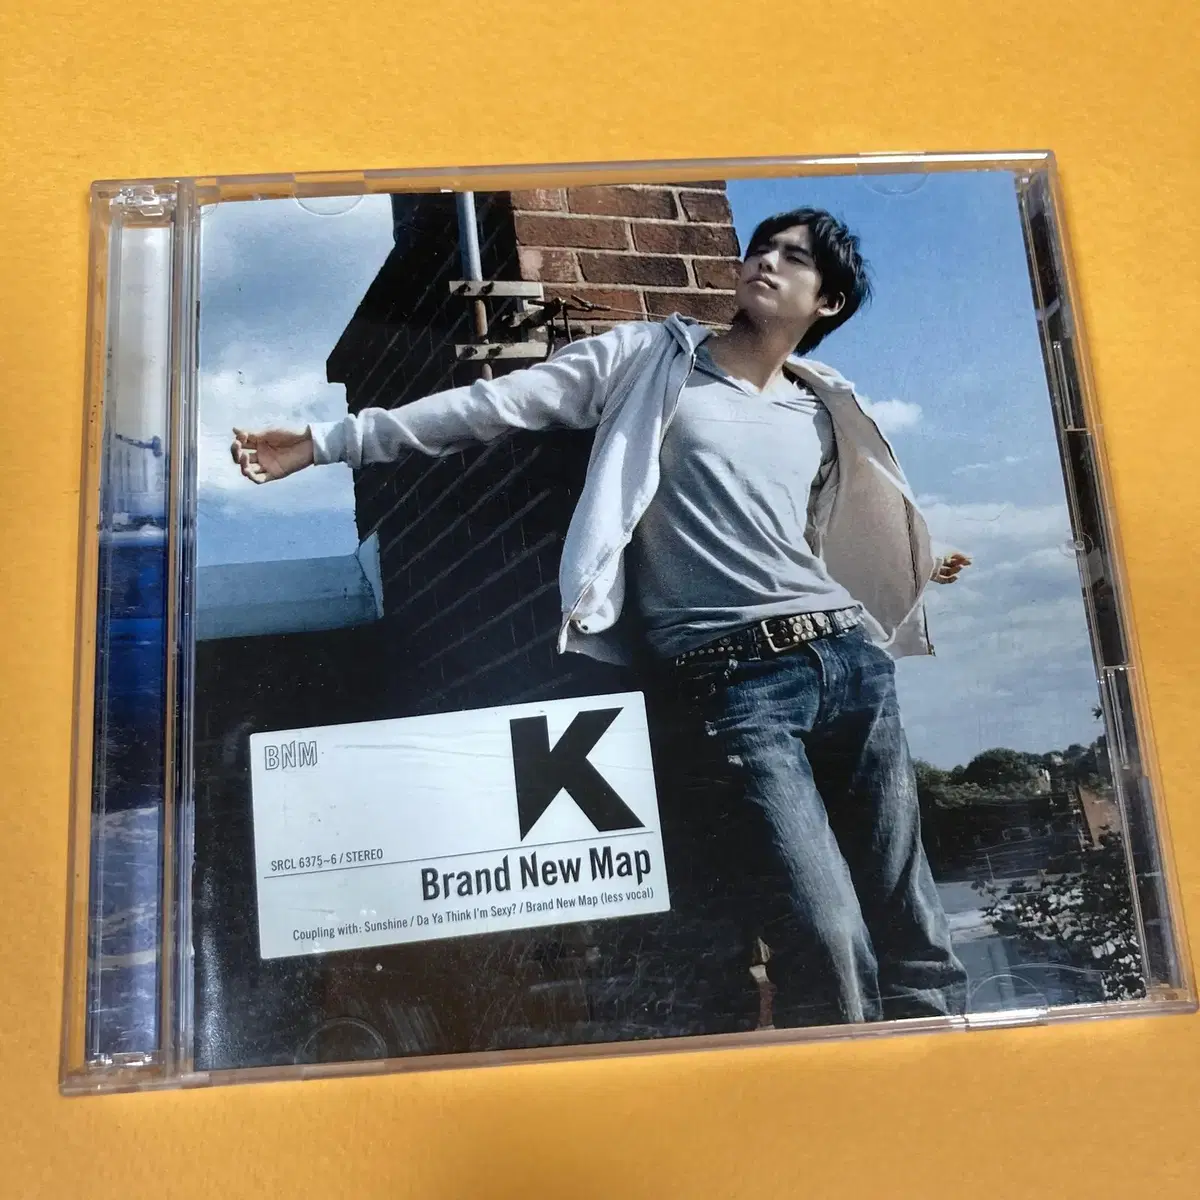 BNM
K
SRCL 6375~6 / STEREO
Brand New Map
Coupling with: Sunshine / Da Ya Think I'm Sexy? / Brand New Map (less vocal)